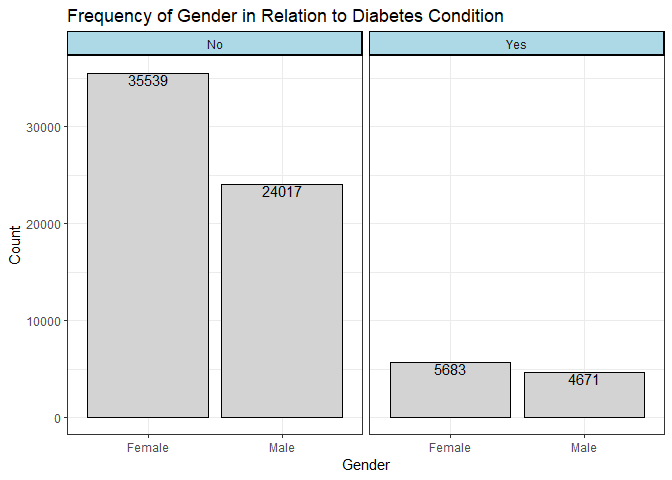 Frequency of Gender in Relation to Diabetes Condition
No Yes
35539
30000
24017
20000
Count
10000
5683
4671
0
Female Male Female Male
Gender